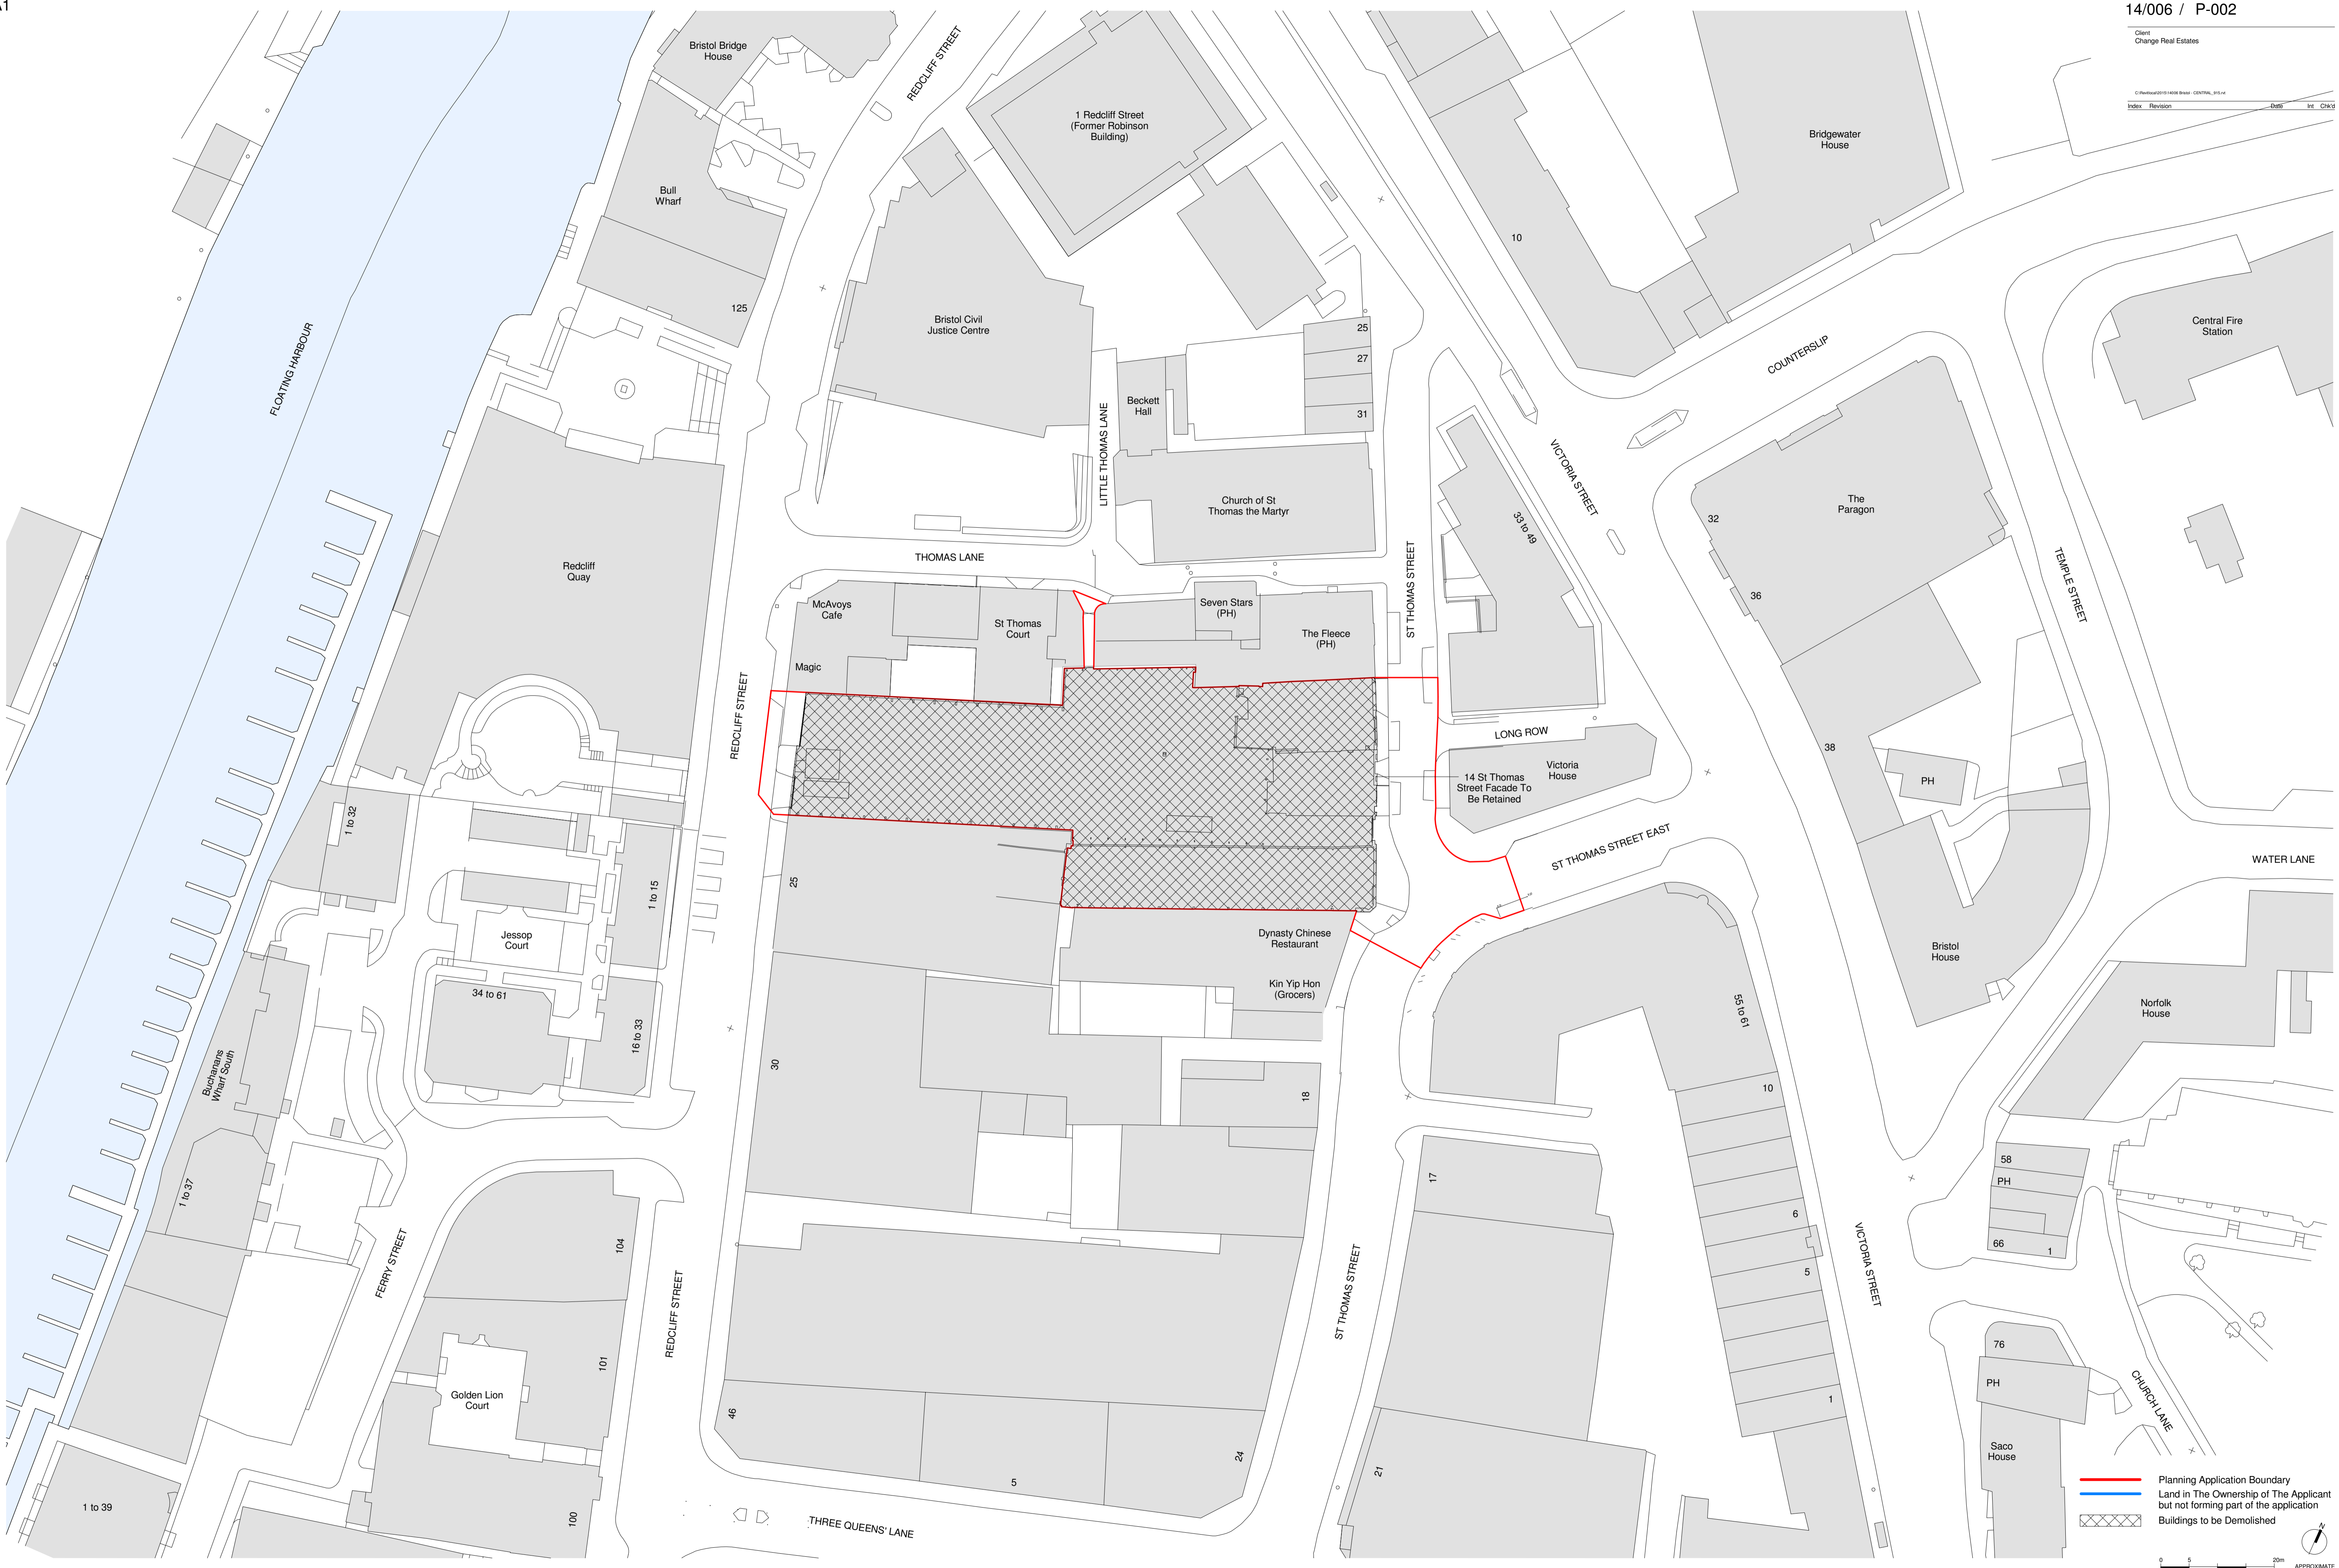 14/006 / P-002
Client
Change Real Estates
Index Revision Date Int Chk'd
Bristol Bridge
House
REDCLIFF STREET
1 Redcliff Street
(Former Robinson
Building)
Bridgewater
House
Bull
Wharf
10
125
Bristol Civil
Justice Centre
25
27
31
Central Fire
Station
COUNTERSLIP
FLOATING HARBOUR
Beckett
Hall
LITTLE THOMAS LANE
VICTORIA STREET
Church of St
Thomas the Martyr
33 to 49
The
Paragon
32
36
THOMAS LANE
ST THOMAS STREET
TEMPLE STREET
Redcliff
Quay
McAvoys
Cafe
St Thomas
Court
Seven Stars
(PH)
The Fleece
(PH)
Magic
REDCLIFF STREET
LONG ROW
38
Victoria
House
14 St Thomas
Street Facade To
Be Retained
PH
1 to 32
ST THOMAS STREET EAST
WATER LANE
25
1 to 15
Jessop
Court
Dynasty Chinese
Restaurant
Bristol
House
Kin Yip Hon
(Grocers)
34 to 61
55 to 61
Norfolk
House
16 to 33
Buchanans
Wharf South
30
18
10
58
PH
17
1 to 37
6
66
1
104
FERRY STREET
5
VICTORIA STREET
ST THOMAS STREET
REDCLIFF STREET
76
101
PH
Golden Lion
Court
CHURCH LANE
1
46
24
Saco
House
21
5
1 to 39
100
THREE QUEENS' LANE
Planning Application Boundary
Land in The Ownership of The Applicant
but not forming part of the application
Buildings to be Demolished
N
0 5 20m
APPROXIMATE